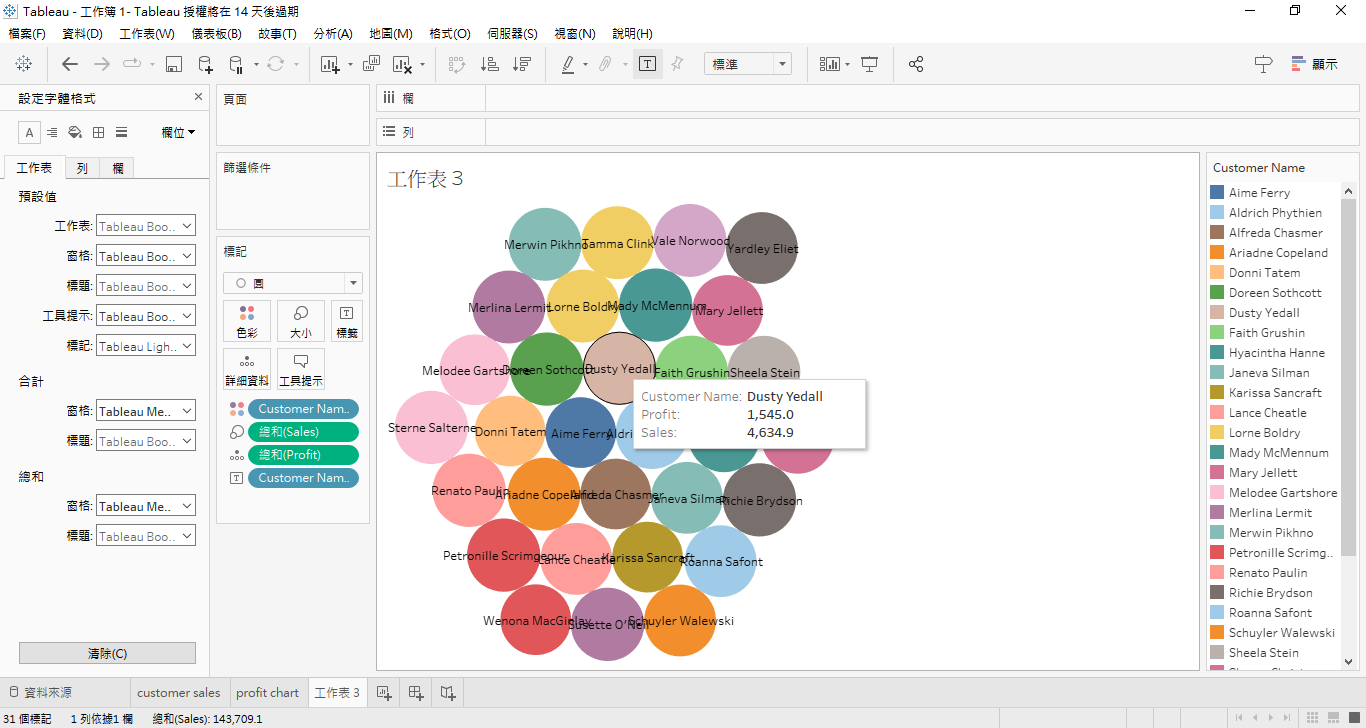 Tableau - 工作簿 1- Tableau 授權將在 14 天後過期
檔案(F) 資料(D) 工作表(W) 儀表板(B) 故事(T) 分析(A) 地圖(M) 格式(O) 伺服器(S) 視窗(N) 說明(H)
標準
顯示
設定字體格式
欄位
工作表 列 欄
預設值
工作表: Tableau Boo..
窗格: Tableau Boo..
標題: Tableau Boo..
工具提示: Tableau Boo..
標記: Tableau Ligh..
合計
窗格: Tableau Me..
標題: Tableau Boo..
總和
窗格: Tableau Me..
標題: Tableau Boo..
清除(C)
頁面
篩選條件
標記
圓
色彩 大小 標籤
詳細資料 工具提示
Customer Nam..
總和(Sales)
總和(Profit)
Customer Nam..
欄
列
工作表 3
Merwin Pikhno Tamma Clink Vale Norwood Yardley Eliet
Merlina Lermit Lorne Boldry Mady McMennum Mary Jellett
Melodee Gartshore Doreen Sothcott Dusty Yedall Faith Grushin Sheela Stein
Sterne Salterne Donni Tatem Aime Ferry
Customer Name: Dusty Yedall
Profit: 1,545.0
Sales: 4,634.9
Renato Paulin Ariadne Copeland Alfreda Chasmer Janeva Silman Richie Brydson
Petronille Scrimgeour Lance Cheatle Karissa Sancraft Roanna Safont
Wenona MacGinlay Susette O'Neil Schuyler Walewski
Customer Name
Aime Ferry
Aldrich Phythien
Alfreda Chasmer
Ariadne Copeland
Donni Tatem
Doreen Sothcott
Dusty Yedall
Faith Grushin
Hyacintha Hanne
Janeva Silman
Karissa Sancraft
Lance Cheatle
Lorne Boldry
Mady McMennum
Mary Jellett
Melodee Gartshore
Merlina Lermit
Merwin Pikhno
Petronille Scrimg..
Renato Paulin
Richie Brydson
Roanna Safont
Schuyler Walewski
Sheela Stein
資料來源 customer sales profit chart 工作表 3
31 個標記 1 列依據1 欄 總和(Sales): 143,709.1